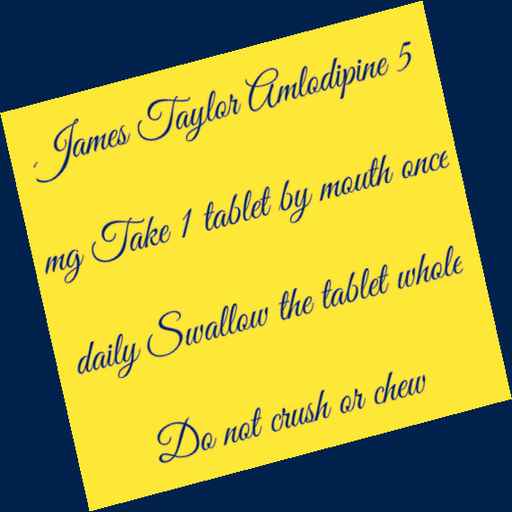 James Taylor Amlodipine 5
mg Take 1 tablet by mouth once
daily Swallow the tablet whole
Do not crush or chew